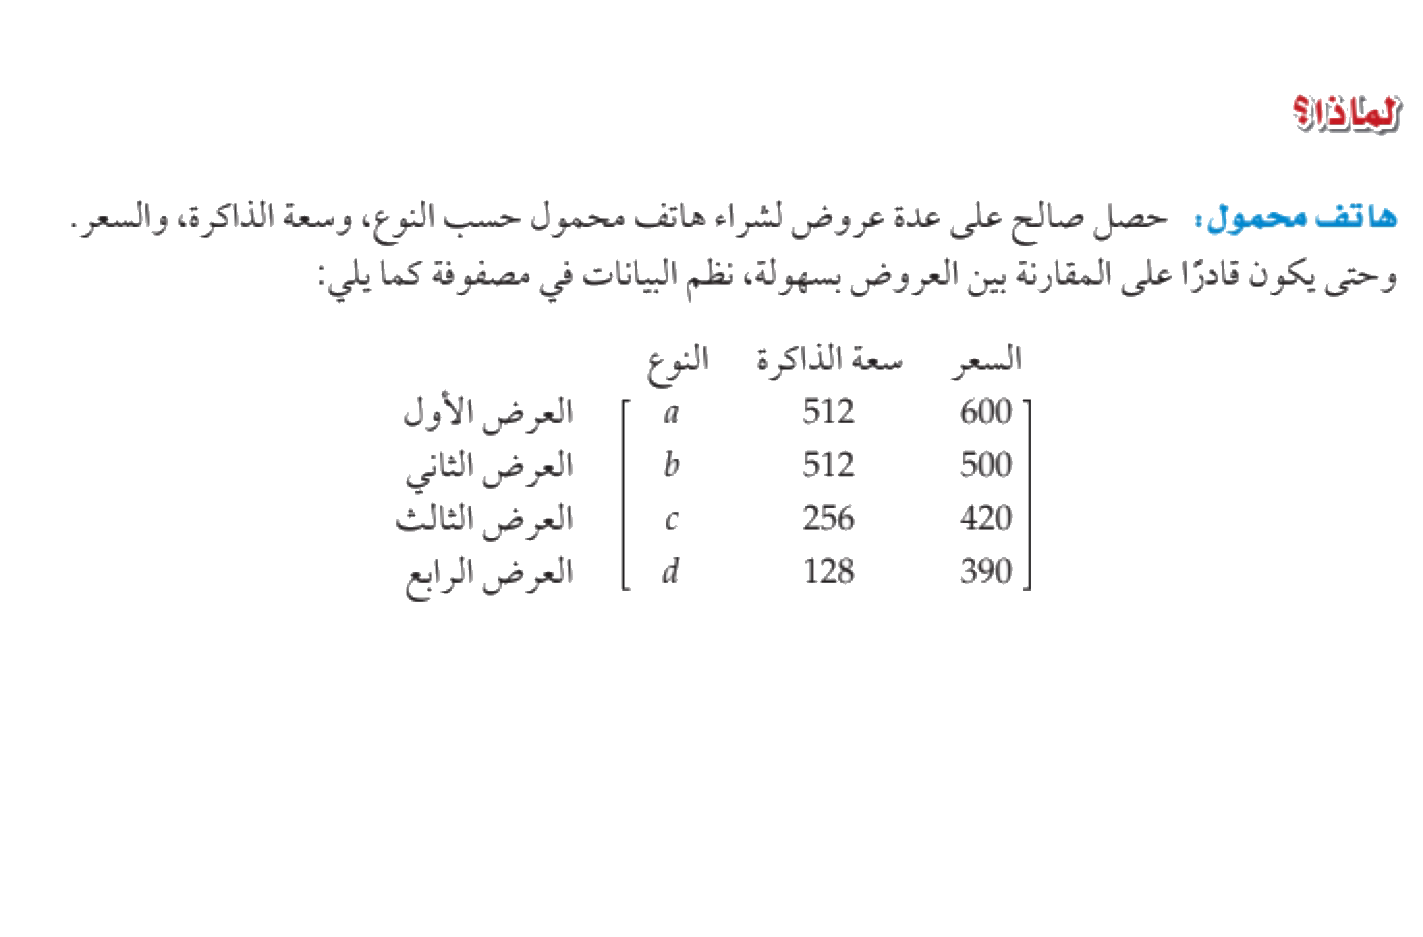 لماذا؟
هاتف محمول: حصل صالح على عدة عروض لشراء هاتف محمول حسب النوع، وسعة الذاكرة، والسعر.
وحتى يكون قادرًا على المقارنة بين العروض بسهولة، نظم البيانات في مصفوفة كما يلي:
النوع سعة الذاكرة السعر
العرض الأول a 512 600
العرض الثاني b 512 500
العرض الثالث c 256 420
العرض الرابع d 128 390